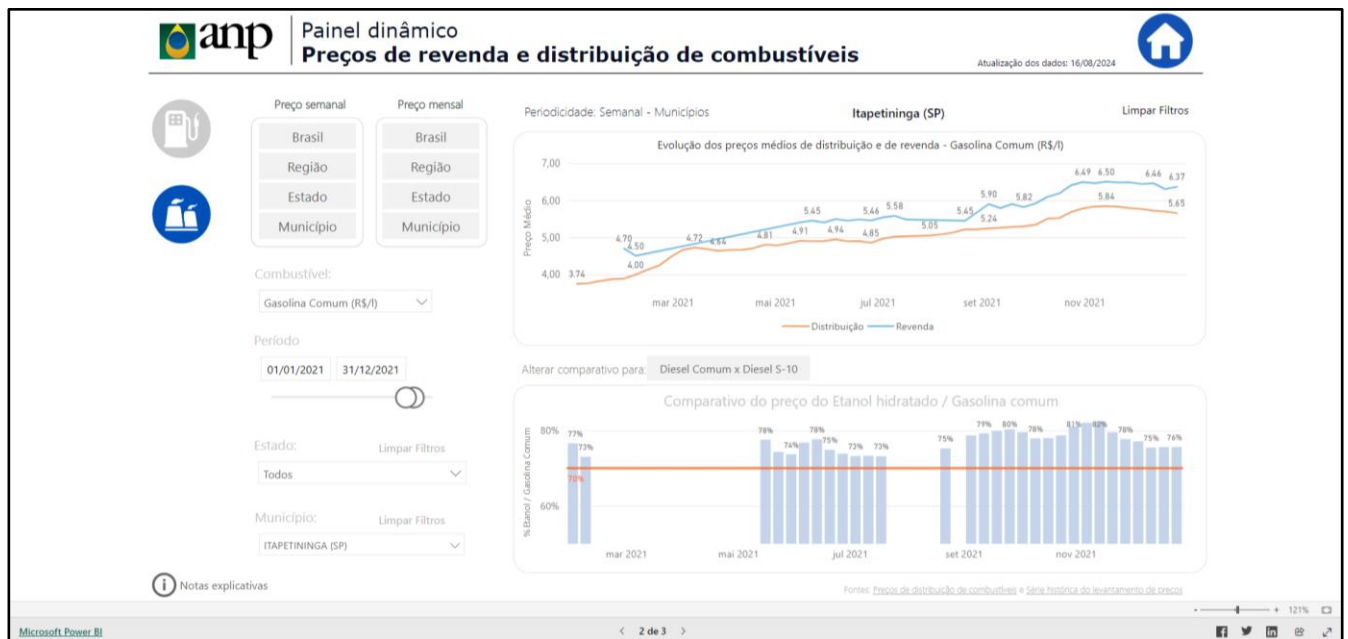 anp
Painel dinâmico
Preços de revenda e distribuição de combustíveis
Atualização dos dados: 16/08/2024
Preço semanal
Brasil
Região
Estado
Município
Preço mensal
Brasil
Região
Estado
Município
Combustível:
Gasolina Comum (R$/l)
Período
01/01/2021 31/12/2021
Estado: Limpar Filtros
Todos
Município: Limpar Filtros
ITAPETININGA (SP)
Notas explicativas
Periodicidade: Semanal - Municípios Itapetininga (SP) Limpar Filtros
Evolução dos preços médios de distribuição e de revenda - Gasolina Comum (R$/l)
Preço Médio
7,00
6,00
5,00
4,00
4.70 5.45 5.46 5.58 5.45 5.90 5.82 6.49 6.50 6.46 6.37
4.50
3.74 4.00 4.72 4.64 4.81 4.91 4.94 4.85 5.05 5.24 5.84 5.65
mar 2021 mai 2021 jul 2021 set 2021 nov 2021
Distribuição Revenda
Alterar comparativo para: Diesel Comum x Diesel S-10
Comparativo do preço do Etanol hidratado / Gasolina comum
% Etanol / Gasolina Comum
80%
60%
77% 73% 78% 74% 78% 75% 73% 73% 75% 79% 80% 78% 81% 82% 78% 75% 76%
70%
mar 2021 mai 2021 jul 2021 set 2021 nov 2021
Fontes: Preços de distribuição de combustíveis e Série histórica do levantamento de preços
- + 121%
Microsoft Power BI < 2 de 3 >